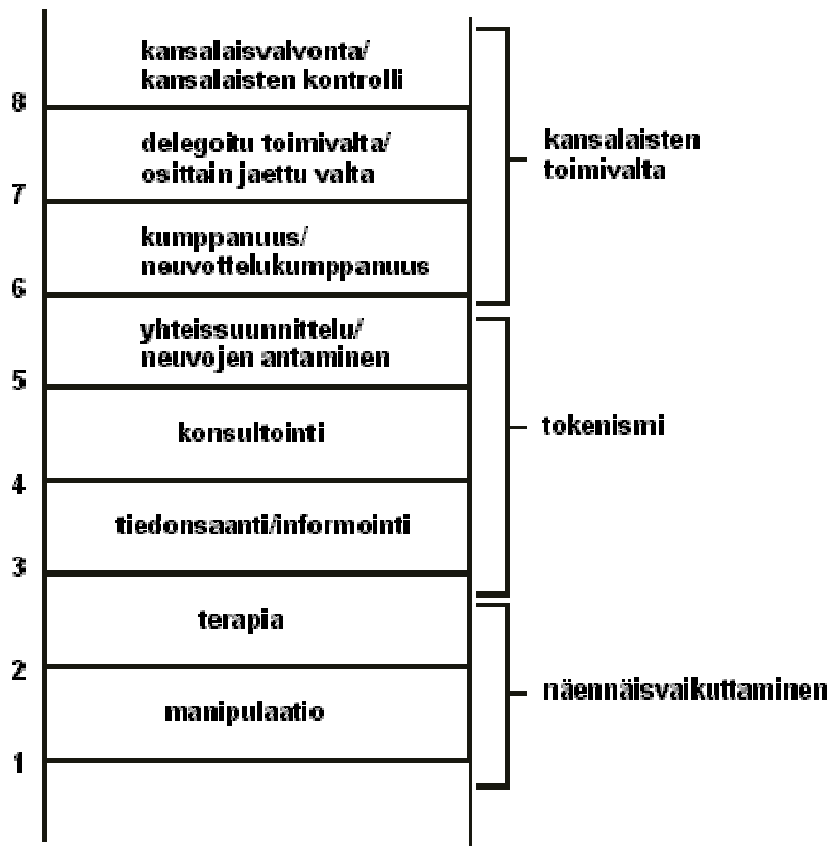 kansalaisvalvonta/
kansalaisten kontrolli
8
delegoitu toimivalta/
osittain jaettu valta
7
kumppanuus/
neuvottelukumppanuus
6
yhteissuunnittelu/
neuvojen antaminen
5
konsultointi
4
tiedonsaanti/informointi
3
terapia
2
manipulaatio
1
kansalaisten
toimivalta
tokenismi
näennäisvaikuttaminen